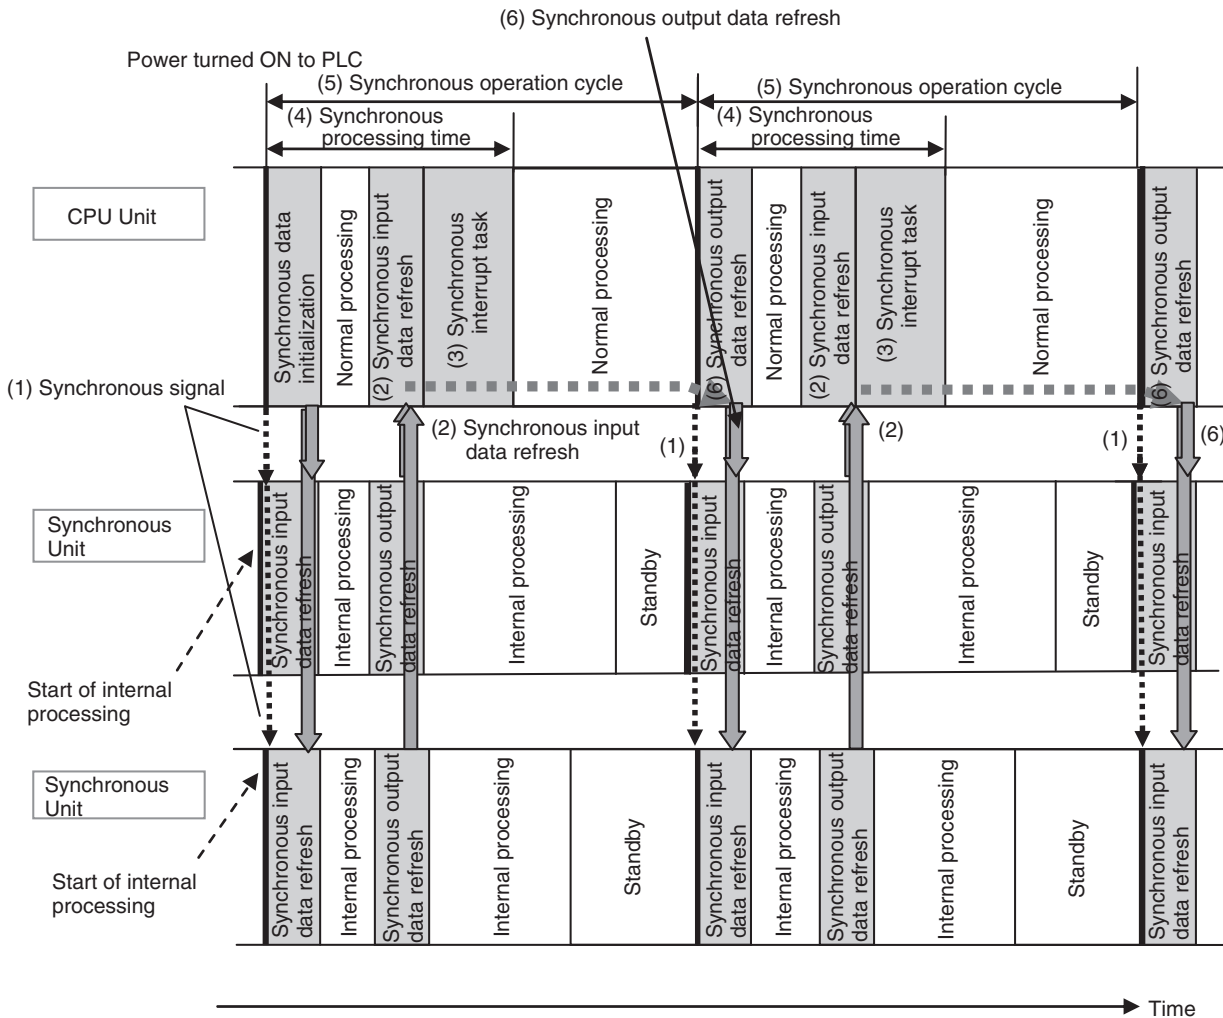 (6) Synchronous output data refresh
Power turned ON to PLC
(5) Synchronous operation cycle
(5) Synchronous operation cycle
(4) Synchronous
processing time
(4) Synchronous
processing time
CPU Unit
Synchronous data
initialization
Normal processing
(2) Synchronous input
data refresh
(3) Synchronous
interrupt task
Normal processing
(6) Synchronous output
data refresh
Normal processing
(2) Synchronous input
data refresh
(3) Synchronous
interrupt task
Normal processing
(6) Synchronous output
data refresh
(1) Synchronous signal
(2) Synchronous input
data refresh
(1)
(2)
(1)
(6)
Synchronous
Unit
Synchronous input
data refresh
Internal processing
Synchronous output
data refresh
Internal processing
Standby
Synchronous input
data refresh
Internal processing
Synchronous output
data refresh
Internal processing
Standby
Synchronous input
data refresh
Start of internal
processing
Synchronous
Unit
Synchronous input
data refresh
Internal processing
Synchronous output
data refresh
Internal processing
Standby
Synchronous input
data refresh
Internal processing
Synchronous output
data refresh
Internal processing
Standby
Synchronous input
data refresh
Start of internal
processing
Time